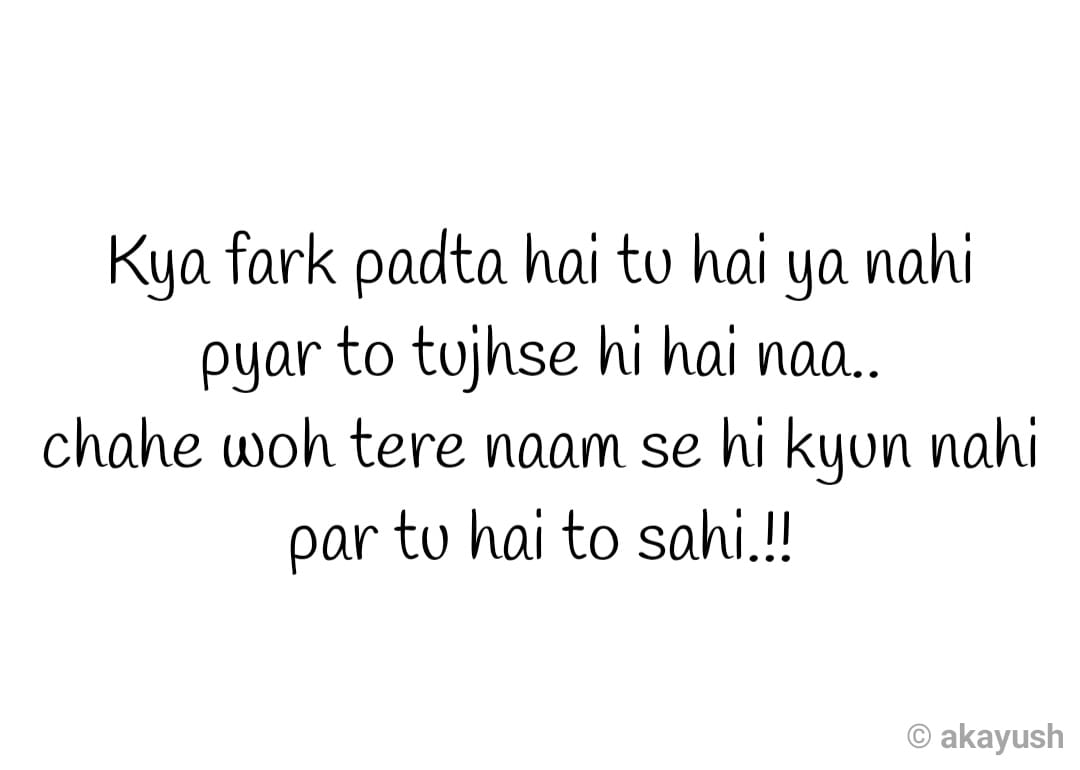 Kya fark padta hai tu hai ya nahi
pyar to tujhse hi hai naa..
chahe woh tere naam se hi kyun nahi
par tu hai to sahi.!!
© akayush